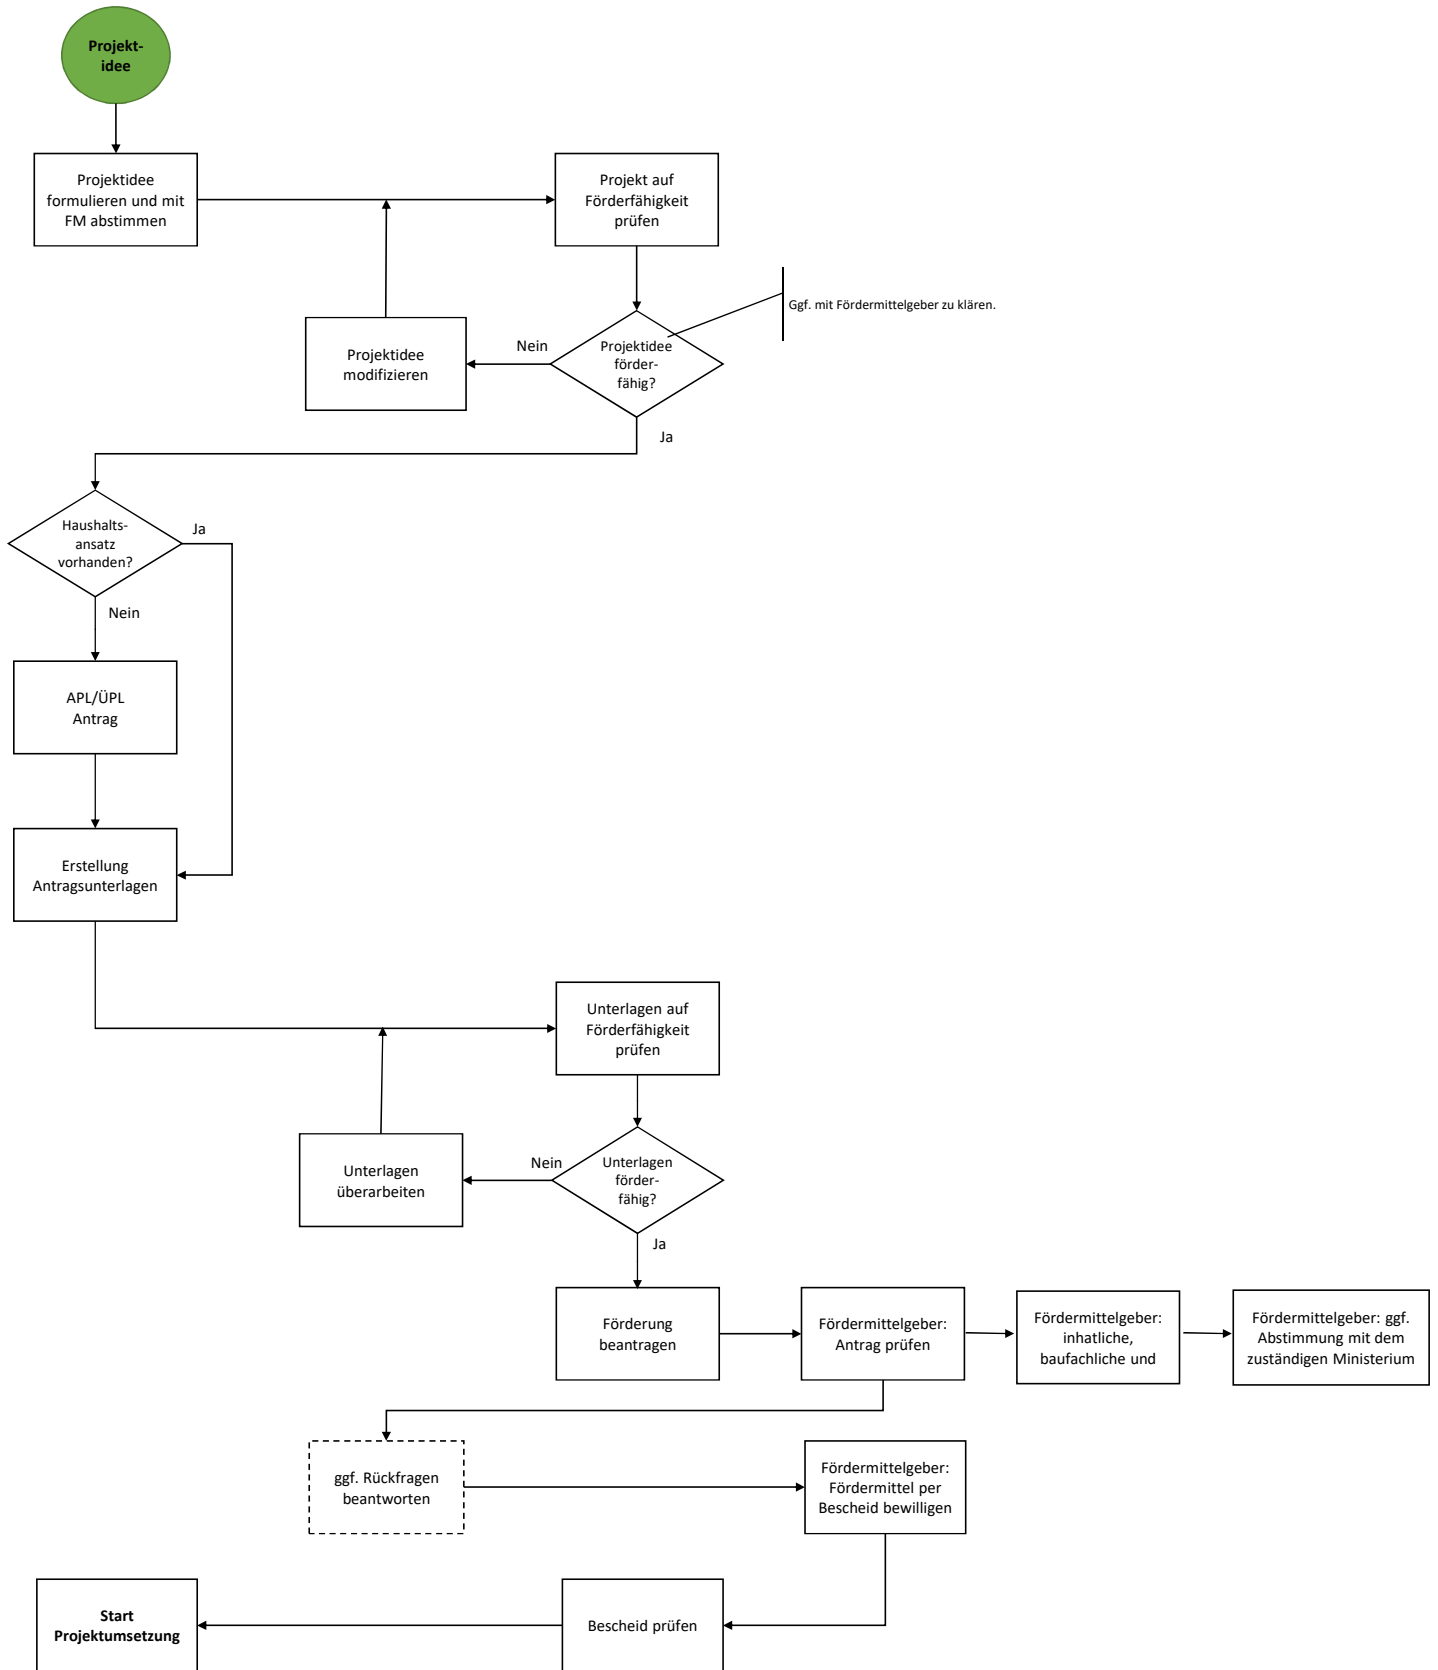 Projekt-
idee
Projektidee
formulieren und mit
FM abstimmen
Projekt auf
Förderfähigkeit
prüfen
Ggf. mit Fördermittelgeber zu klären.
Projektidee
modifizieren
Nein
Projektidee
förder-
fähig?
Ja
Haushalts-
ansatz
vorhanden?
Ja
Nein
APL/ÜPL
Antrag
Erstellung
Antragsunterlagen
Unterlagen auf
Förderfähigkeit
prüfen
Unterlagen
überarbeiten
Nein
Unterlagen
förder-
fähig?
Ja
Förderung
beantragen
Fördermittelgeber:
Antrag prüfen
Fördermittelgeber:
inhatliche,
baufachliche und
Fördermittelgeber: ggf.
Abstimmung mit dem
zuständigen Ministerium
ggf. Rückfragen
beantworten
Fördermittelgeber:
Fördermittel per
Bescheid bewilligen
Start
Projektumsetzung
Bescheid prüfen